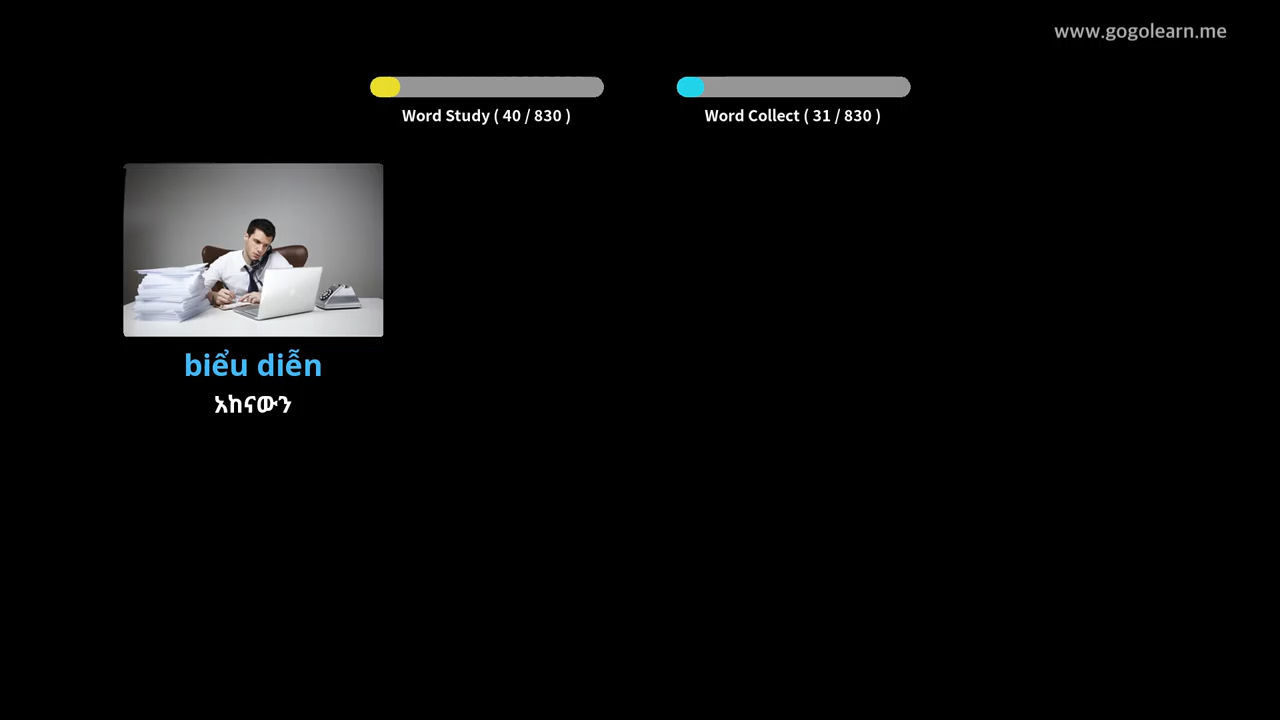 www.gogolearn.me
Word Study ( 40 / 830 )
Word Collect ( 31 / 830 )
biểu diễn
አከናውን